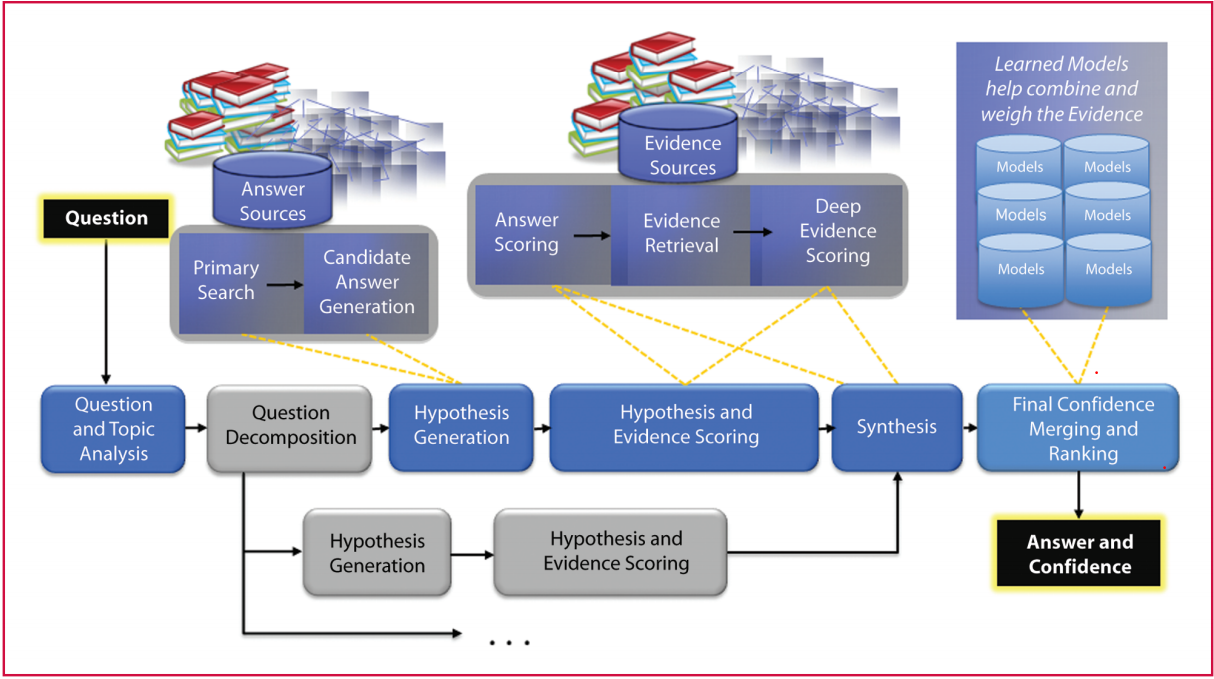 Learned Models
help combine and
weigh the Evidence
Evidence
Sources
Models
Models
Answer
Sources
Models
Models
Question
Answer
Scoring
Evidence
Retrieval
Deep
Evidence
Scoring
Primary
Search
Candidate
Answer
Generation
Models
Models
Question
and Topic
Analysis
Question
Decomposition
Hypothesis
Generation
Hypothesis and
Evidence Scoring
Synthesis
Final Confidence
Merging and
Ranking
Hypothesis
Generation
Hypothesis and
Evidence Scoring
Answer and
Confidence
. . .